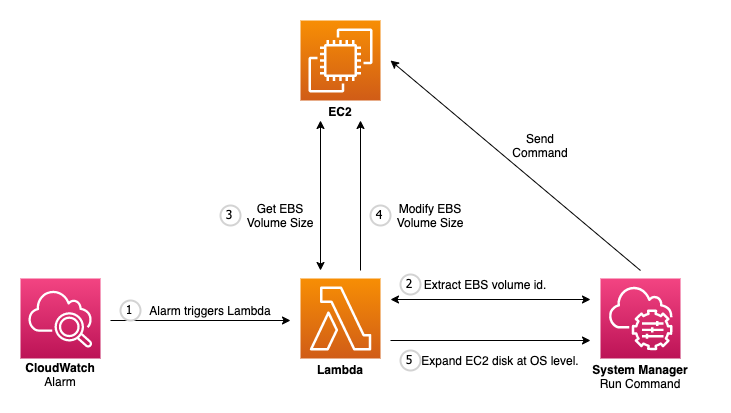 EC2
Send
Command
3
Get EBS
Volume Size
4
Modify EBS
Volume Size
1
Alarm triggers Lambda
2
Extract EBS volume id.
5
Expand EC2 disk at OS level.
CloudWatch
Alarm
Lambda
System Manager
Run Command